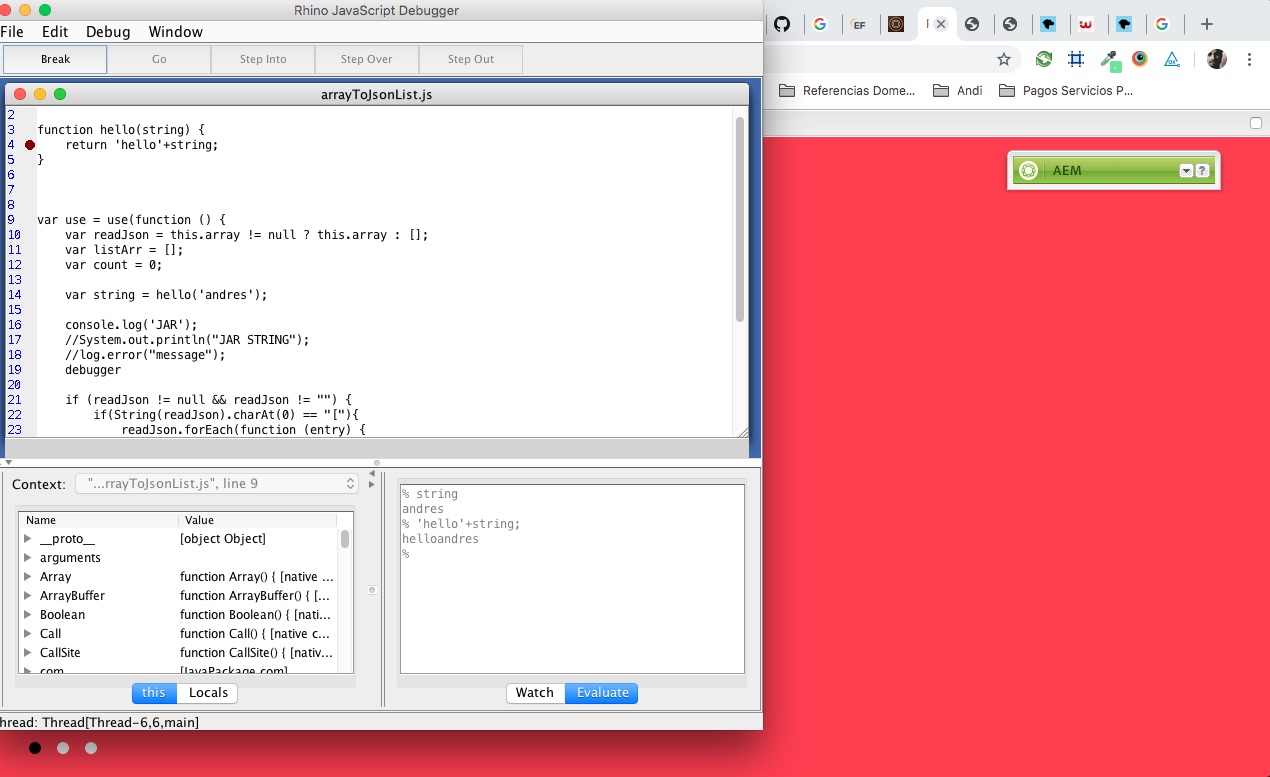 Rhino JavaScript Debugger
File Edit Debug Window
Break Go Step Into Step Over Step Out
arrayToJsonList.js
2
3 function hello(string) {
4 return 'hello'+string;
5 }
6
7
8
9 var use = use(function () {
10 var readJson = this.array != null ? this.array : [];
11 var listArr = [];
12 var count = 0;
13
14 var string = hello('andres');
15
16 console.log('JAR');
17 //System.out.println("JAR STRING");
18 //log.error("message");
19 debugger
20
21 if (readJson != null && readJson != "") {
22 if(String(readJson).charAt(0) == "["){
23 readJson.forEach(function (entry) {
Context: "...rrayToJsonList.js", line 9
Name Value
__proto__ [object Object]
arguments
Array function Array() { [native ...
ArrayBuffer function ArrayBuffer() { [...
Boolean function Boolean() { [nati...
Call function Call() { [native c...
CallSite function CallSite() { [nativ...
com [JavaPackage com]
this Locals
% string
andres
% 'hello'+string;
helloandres
%
Watch Evaluate
hread: Thread[Thread-6,6,main]
EF
Referencias Dome... Andi Pagos Servicios P...
AEM ?